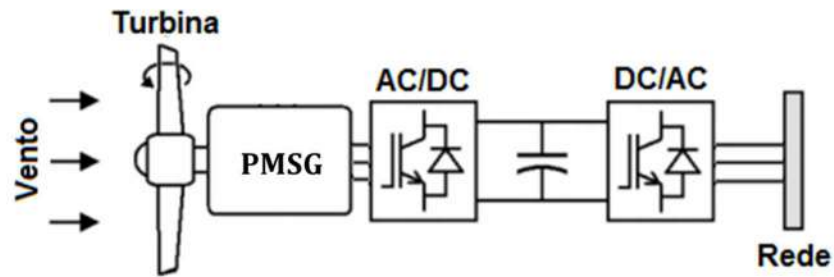 Turbina
AC/DC
DC/AC
Vento
PMSG
Rede